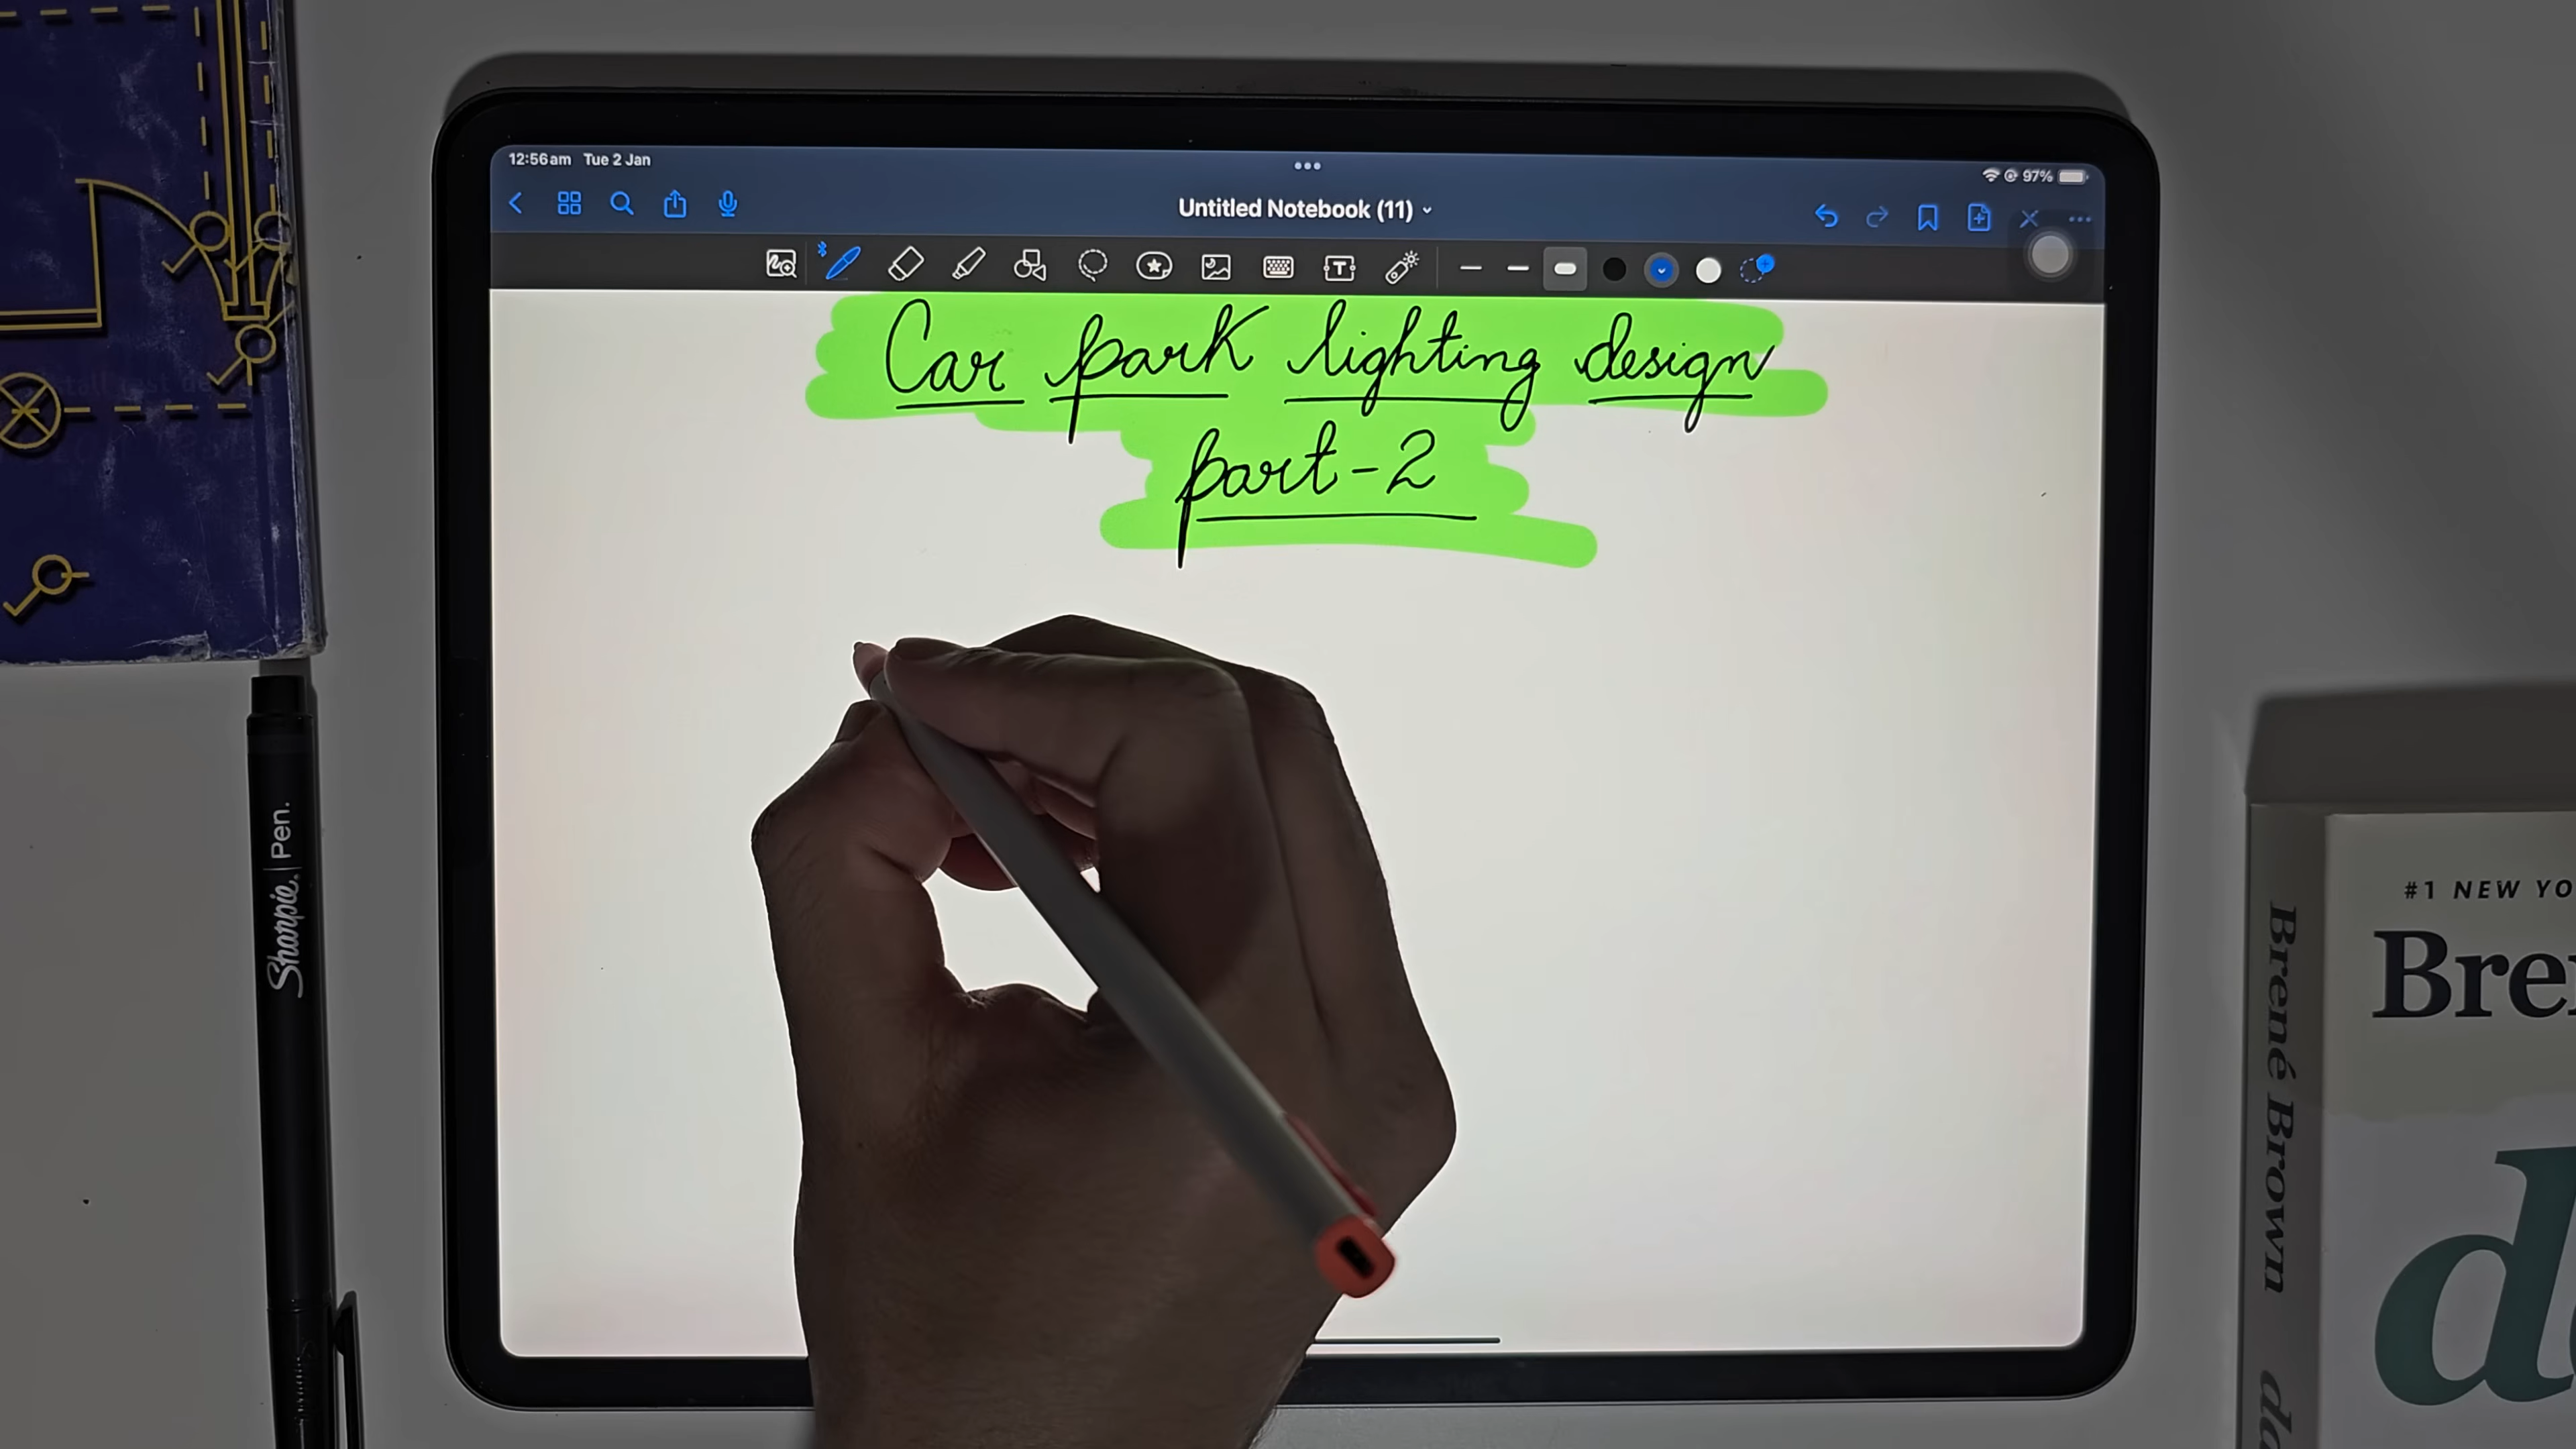 12:56am Tue 2 Jan
97%
Untitled Notebook (11)
Car park lighting design
part-2
Sharpie. Pen.
#1 NEW YO
Bre
Brené Brown
d
da